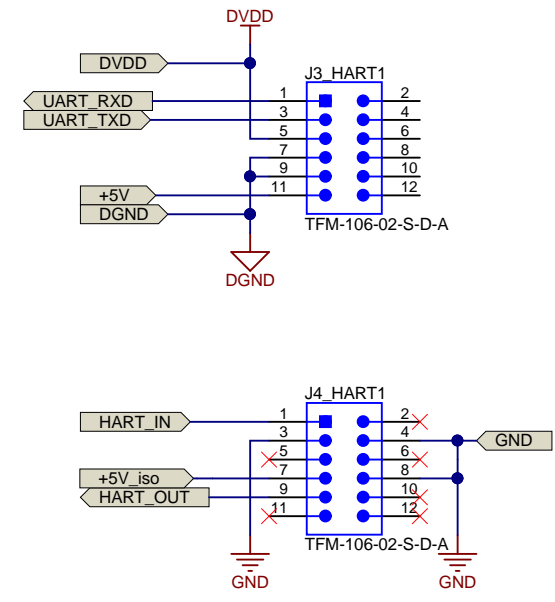 DVDD
DVDD
J3_HART1
UART_RXD 1 2
UART_TXD 3 4
5 6
7 8
9 10
+5V 11 12
DGND
TFM-106-02-S-D-A
DGND
J4_HART1
HART_IN 1 2
3 4 GND
5 6
+5V_iso 7 8
HART_OUT 9 10
11 12
TFM-106-02-S-D-A
GND GND